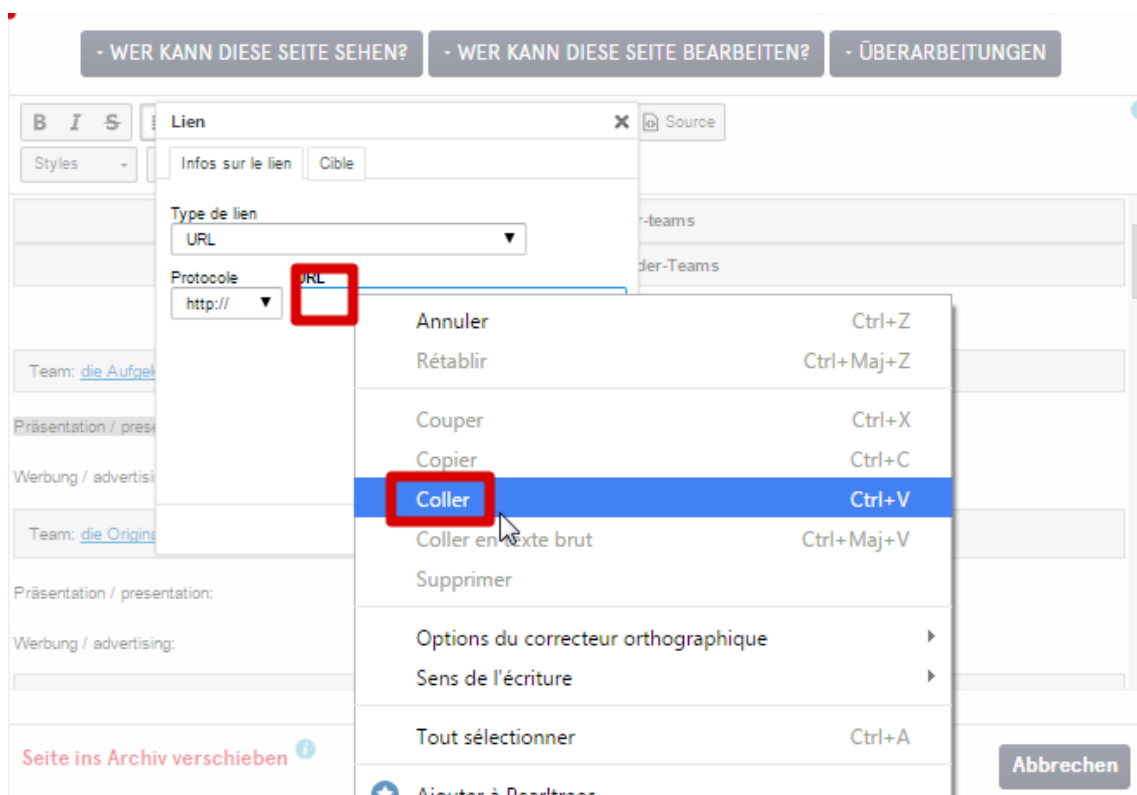 - WER KANN DIESE SEITE SEHEN? - WER KANN DIESE SEITE BEARBEITEN? - ÜBERARBEITUNGEN
B I S Lien Source
Styles Infos sur le lien Cible
Type de lien
URL
r-teams
der-Teams
Protocole URL
http://
Annuler Ctrl+Z
Rétablir Ctrl+Maj+Z
Team: die Aufgek
Couper Ctrl+X
Präsentation / prese
Copier Ctrl+C
Werbung / advertisi
Coller Ctrl+V
Team: die Origina
Coller en texte brut Ctrl+Maj+V
Supprimer
Präsentation / presentation:
Options du correcteur orthographique
Werbung / advertising:
Sens de l'écriture
Tout sélectionner Ctrl+A
Seite ins Archiv verschieben
Abbrechen
Ajouter à Pearltrees